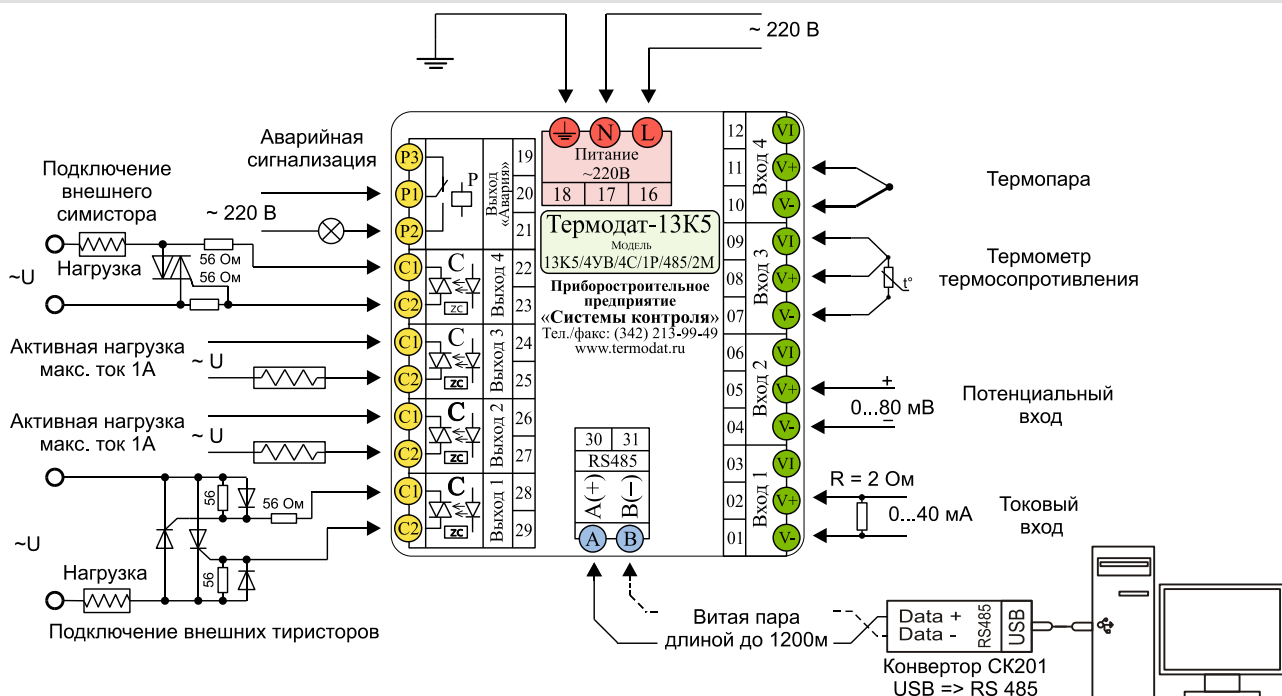 ~ 220 В
Аварийная
сигнализация
Подключение
внешнего
симистора
~ 220 В
56 Ом
56 Ом
Нагрузка
~U
Активная нагрузка
макс. ток 1А
~ U
Активная нагрузка
макс. ток 1А
~ U
56
56 Ом
~U
56
Нагрузка
Подключение внешних тиристоров
P3
P1
P2
P
Выход
«Авария»
19
20
21
C1
C2
C
ZC
Выход 4
22
23
C1
C2
C
ZC
Выход 3
24
25
C1
C2
C
ZC
Выход 2
26
27
C1
C2
C
ZC
Выход 1
28
29
N
L
Питание
~220В
18
17
16
Термодат-13К5
Модель
13К5/4УВ/4С/1Р/485/2М
Приборостроительное
предприятие
«Системы контроля»
Тел./факс: (342) 213-99-49
www.termodat.ru
30
31
RS485
A(+)
B(−)
A
B
12
11
10
Вход 4
VI
V+
V-
09
08
07
Вход 3
VI
V+
V-
06
05
04
Вход 2
VI
V+
V-
03
02
01
Вход 1
VI
V+
V-
Термопара
Термометр
термосопротивления
t°
+
0...80 мВ
−
Потенциальный
вход
R = 2 Ом
0...40 мА
Токовый
вход
Витая пара
длиной до 1200м
Data +
Data -
RS485
USB
Конвертор СК201
USB => RS 485